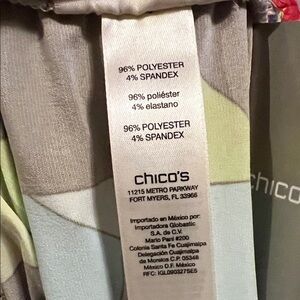 96% POLYESTER
4% SPANDEX
96% poliéster
4% elastano
96% POLYESTER
4% SPANDEX
chico's
11215 METRO PARKWAY
FORT MYERS, FL 33966
Importado en México por:
Importadora Globastic
S.A. de C.V.
Mario Pani #200
Colonia Santa Fe Cuajimalpa
Delegación Cuajimalpa
de Morelos C.P. 05348
México D.F. México
RFC: IGL090327SE5
chico